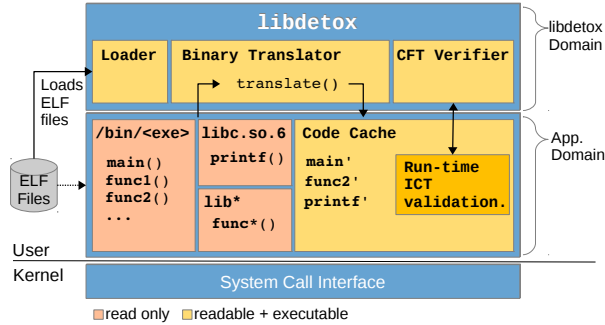 libdetox
Loader
Binary Translator
translate()
CFT Verifier
libdetox
Domain
Loads
ELF
files
/bin/<exe>
main()
func1()
func2()
...
libc.so.6
printf()
lib*
func*()
Code Cache
main'
func2'
printf'
Run-time
ICT
validation.
App.
Domain
ELF
Files
User
Kernel
System Call Interface
read only
readable + executable